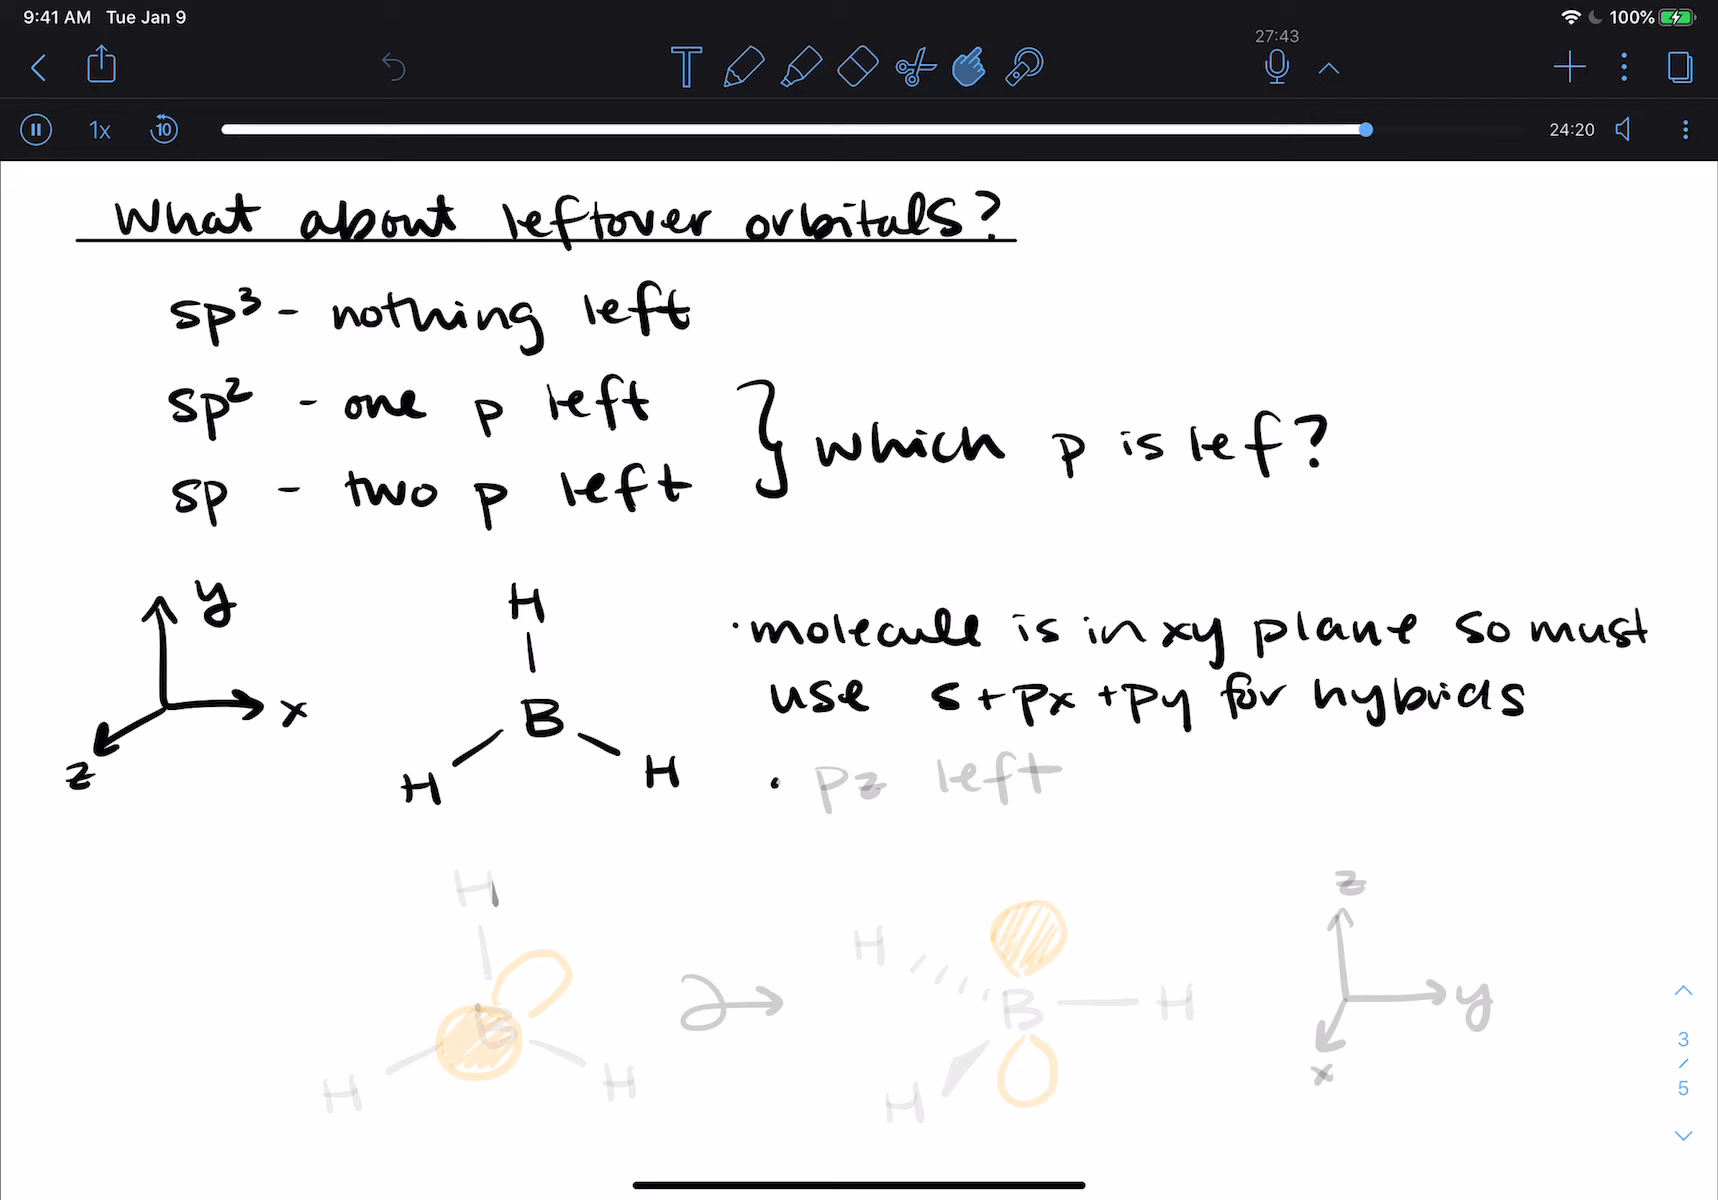 9:41 AM Tue Jan 9
100%
27:43
1x
10
24:20
What about leftover orbitals?
sp³ - nothing left
sp² - one p left
sp - two p left
} which p is lef?
y
x
z
H
B
H
H
· molecule is in xy plane so must
use s + px + py for hybrids
· pz left
H
B
H
H
H
B
H
H
z
y
x
3
/
5